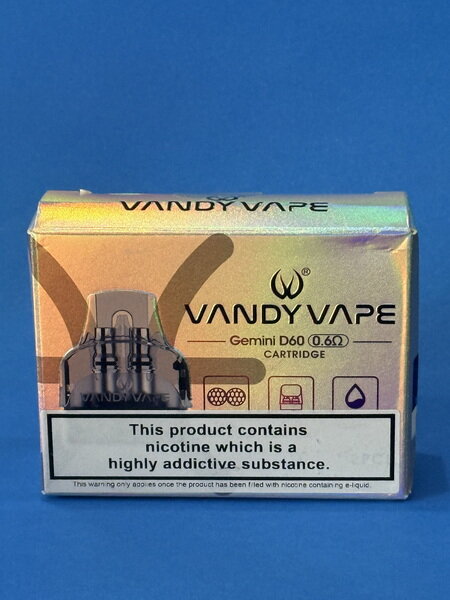 VANDY VAPE
®
VANDY VAPE
Gemini D60 0.6Ω
CARTRIDGE
VANDY VAPE
This product contains
nicotine which is a
highly addictive substance.
This warning only applies once the product has been filled with nicotine containing e-liquid.